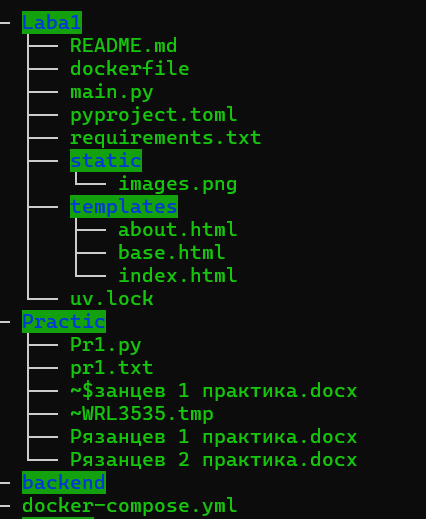 Laba1
README.md
dockerfile
main.py
pyproject.toml
requirements.txt
static
images.png
templates
about.html
base.html
index.html
uv.lock
Practic
Pr1.py
pr1.txt
~$занцев 1 практика.docx
~WRL3535.tmp
Рязанцев 1 практика.docx
Рязанцев 2 практика.docx
backend
docker-compose.yml